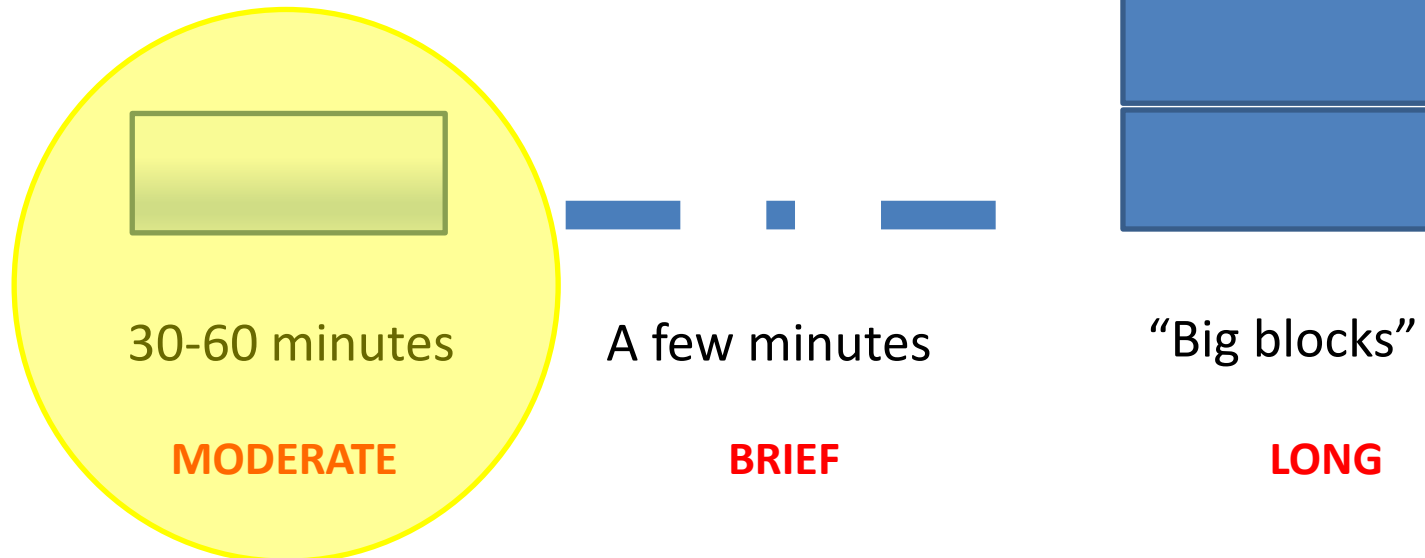 30-60 minutes
A few minutes
“Big blocks”
MODERATE
BRIEF
LONG